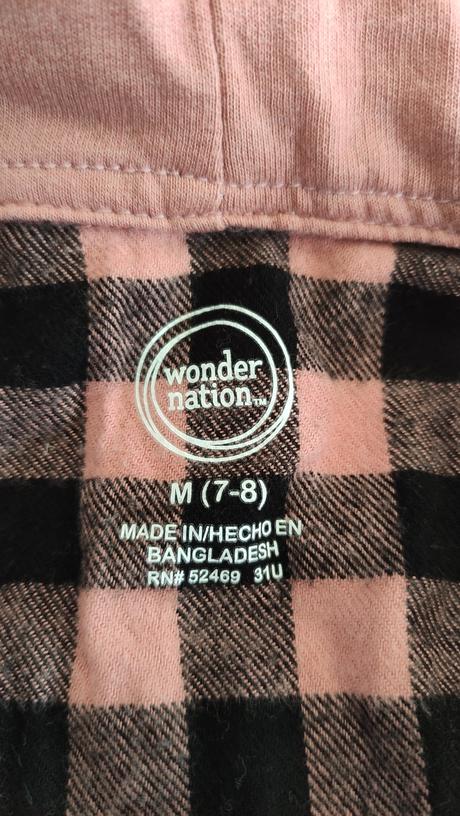 wonder
nation™
M (7-8)
MADE IN/HECHO EN
BANGLADESH
RN# 52469 31U